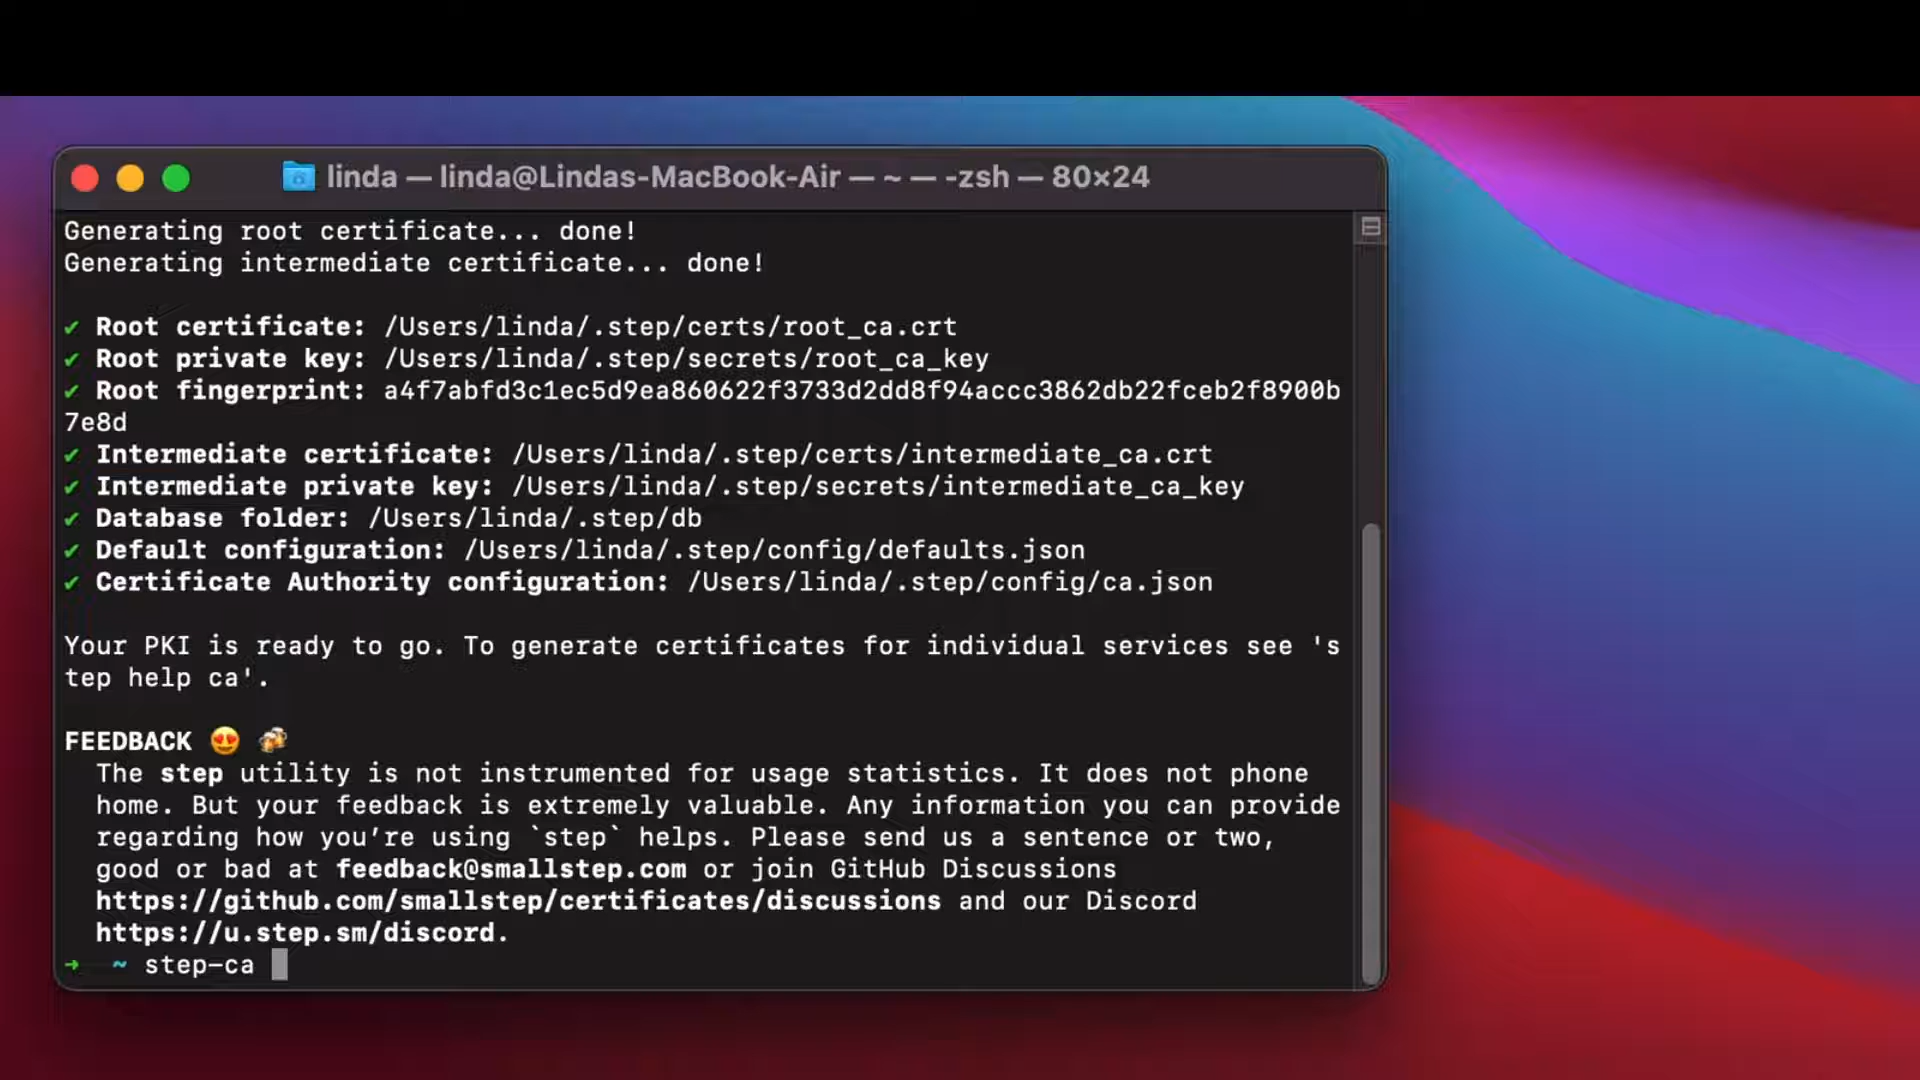 linda — linda@Lindas-MacBook-Air — ~ — -zsh — 80×24
Generating root certificate... done!
Generating intermediate certificate... done!
✔ Root certificate: /Users/linda/.step/certs/root_ca.crt
✔ Root private key: /Users/linda/.step/secrets/root_ca_key
✔ Root fingerprint: a4f7abfd3c1ec5d9ea860622f3733d2dd8f94accc3862db22fceb2f8900b
7e8d
✔ Intermediate certificate: /Users/linda/.step/certs/intermediate_ca.crt
✔ Intermediate private key: /Users/linda/.step/secrets/intermediate_ca_key
✔ Database folder: /Users/linda/.step/db
✔ Default configuration: /Users/linda/.step/config/defaults.json
✔ Certificate Authority configuration: /Users/linda/.step/config/ca.json
Your PKI is ready to go. To generate certificates for individual services see 's
tep help ca'.
FEEDBACK 😍 🍻
The step utility is not instrumented for usage statistics. It does not phone
home. But your feedback is extremely valuable. Any information you can provide
regarding how you’re using `step` helps. Please send us a sentence or two,
good or bad at feedback@smallstep.com or join GitHub Discussions
https://github.com/smallstep/certificates/discussions and our Discord
https://u.step.sm/discord.
➜ ~ step-ca